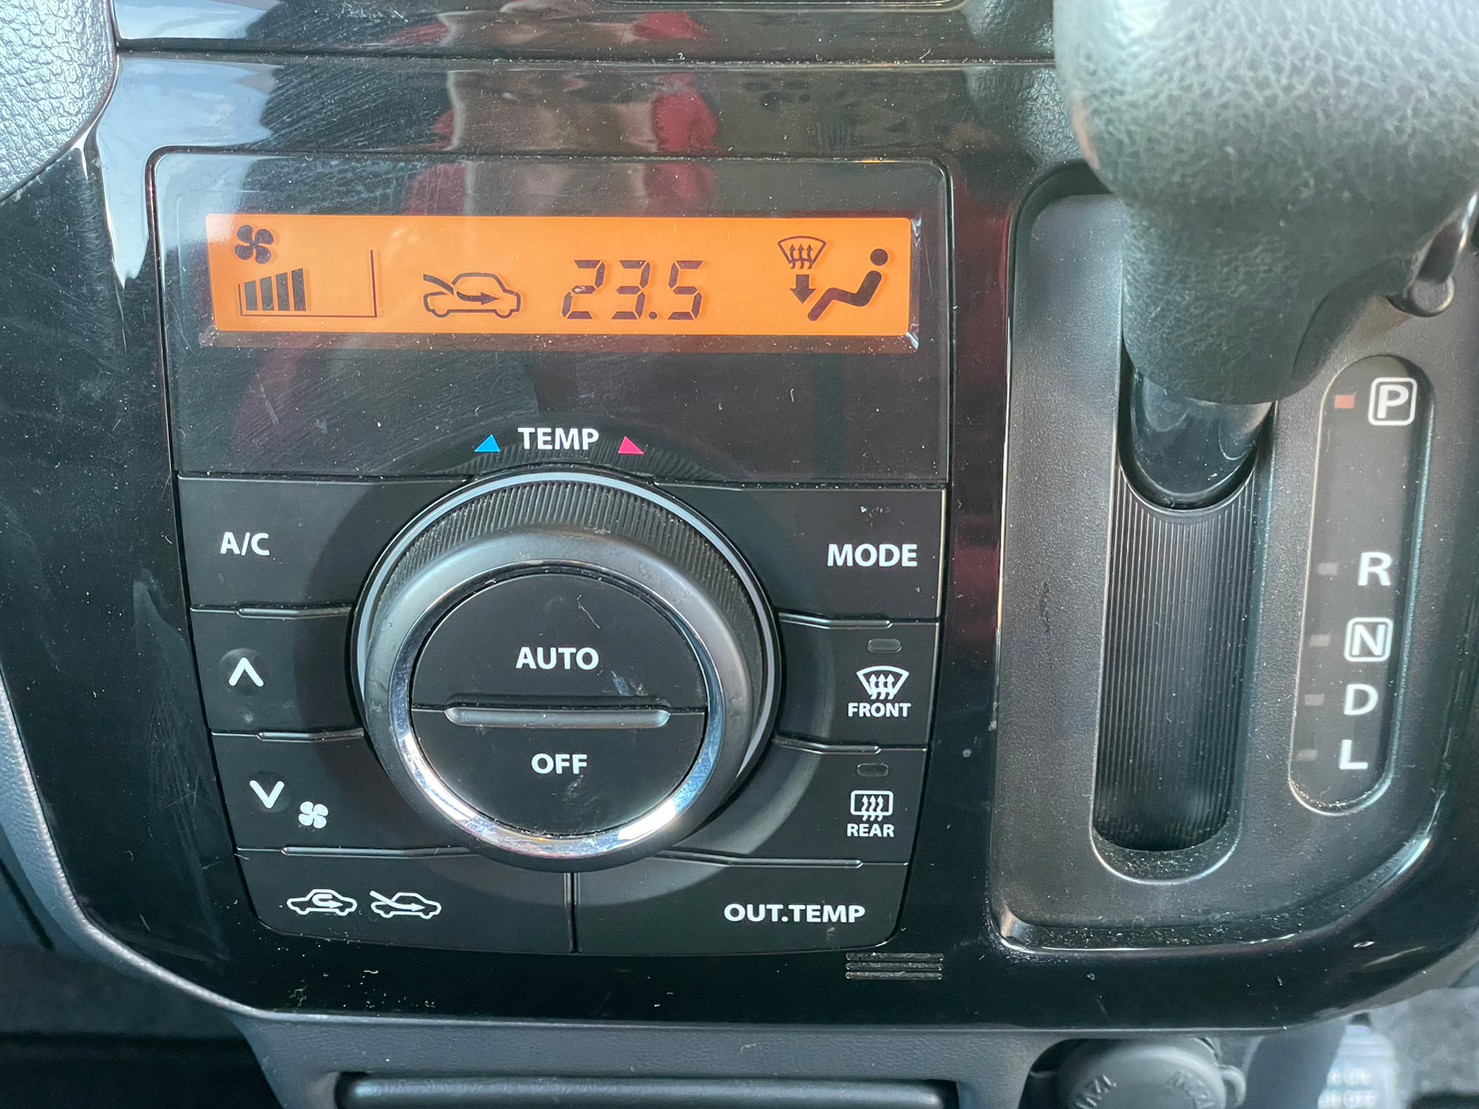 23.5
TEMP
A/C
MODE
AUTO
OFF
FRONT
REAR
OUT.TEMP
P
R
N
D
L